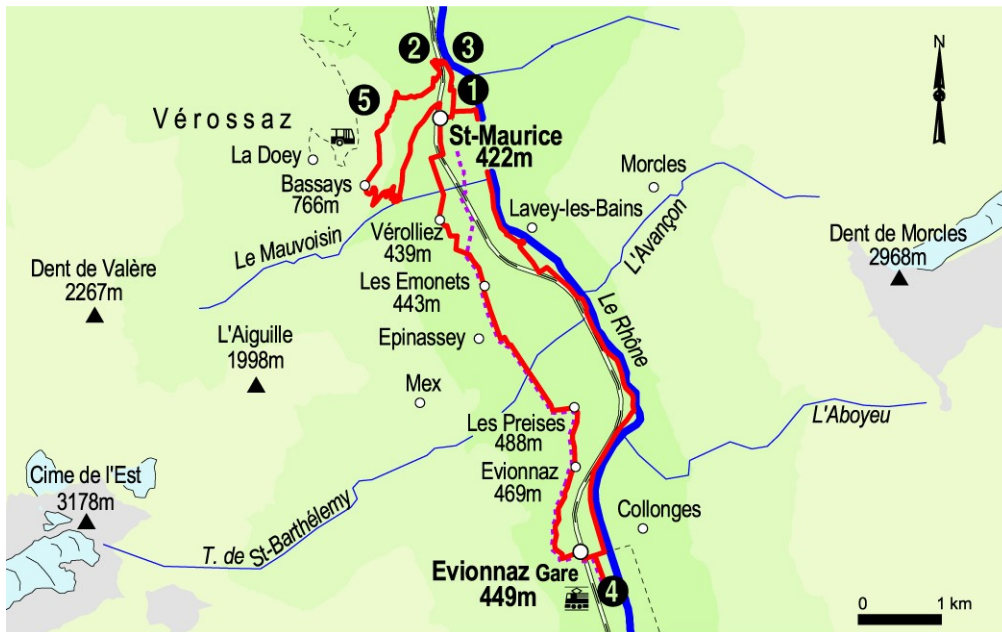 N
2
3
1
5
Vérossaz
St-Maurice
422m
La Doey
Bassays
766m
Morcles
Lavey-les-Bains
L'Avançon
Vérolliez
439m
Le Mauvoisin
Dent de Morcles
2968m
Dent de Valère
2267m
Les Emonets
443m
Le Rhône
L'Aiguille
1998m
Epinassey
Mex
Les Preises
488m
L'Aboyeu
Evionnaz
469m
Cime de l'Est
3178m
Collonges
T. de St-Barthélemy
Evionnaz Gare
449m
4
0 1 km